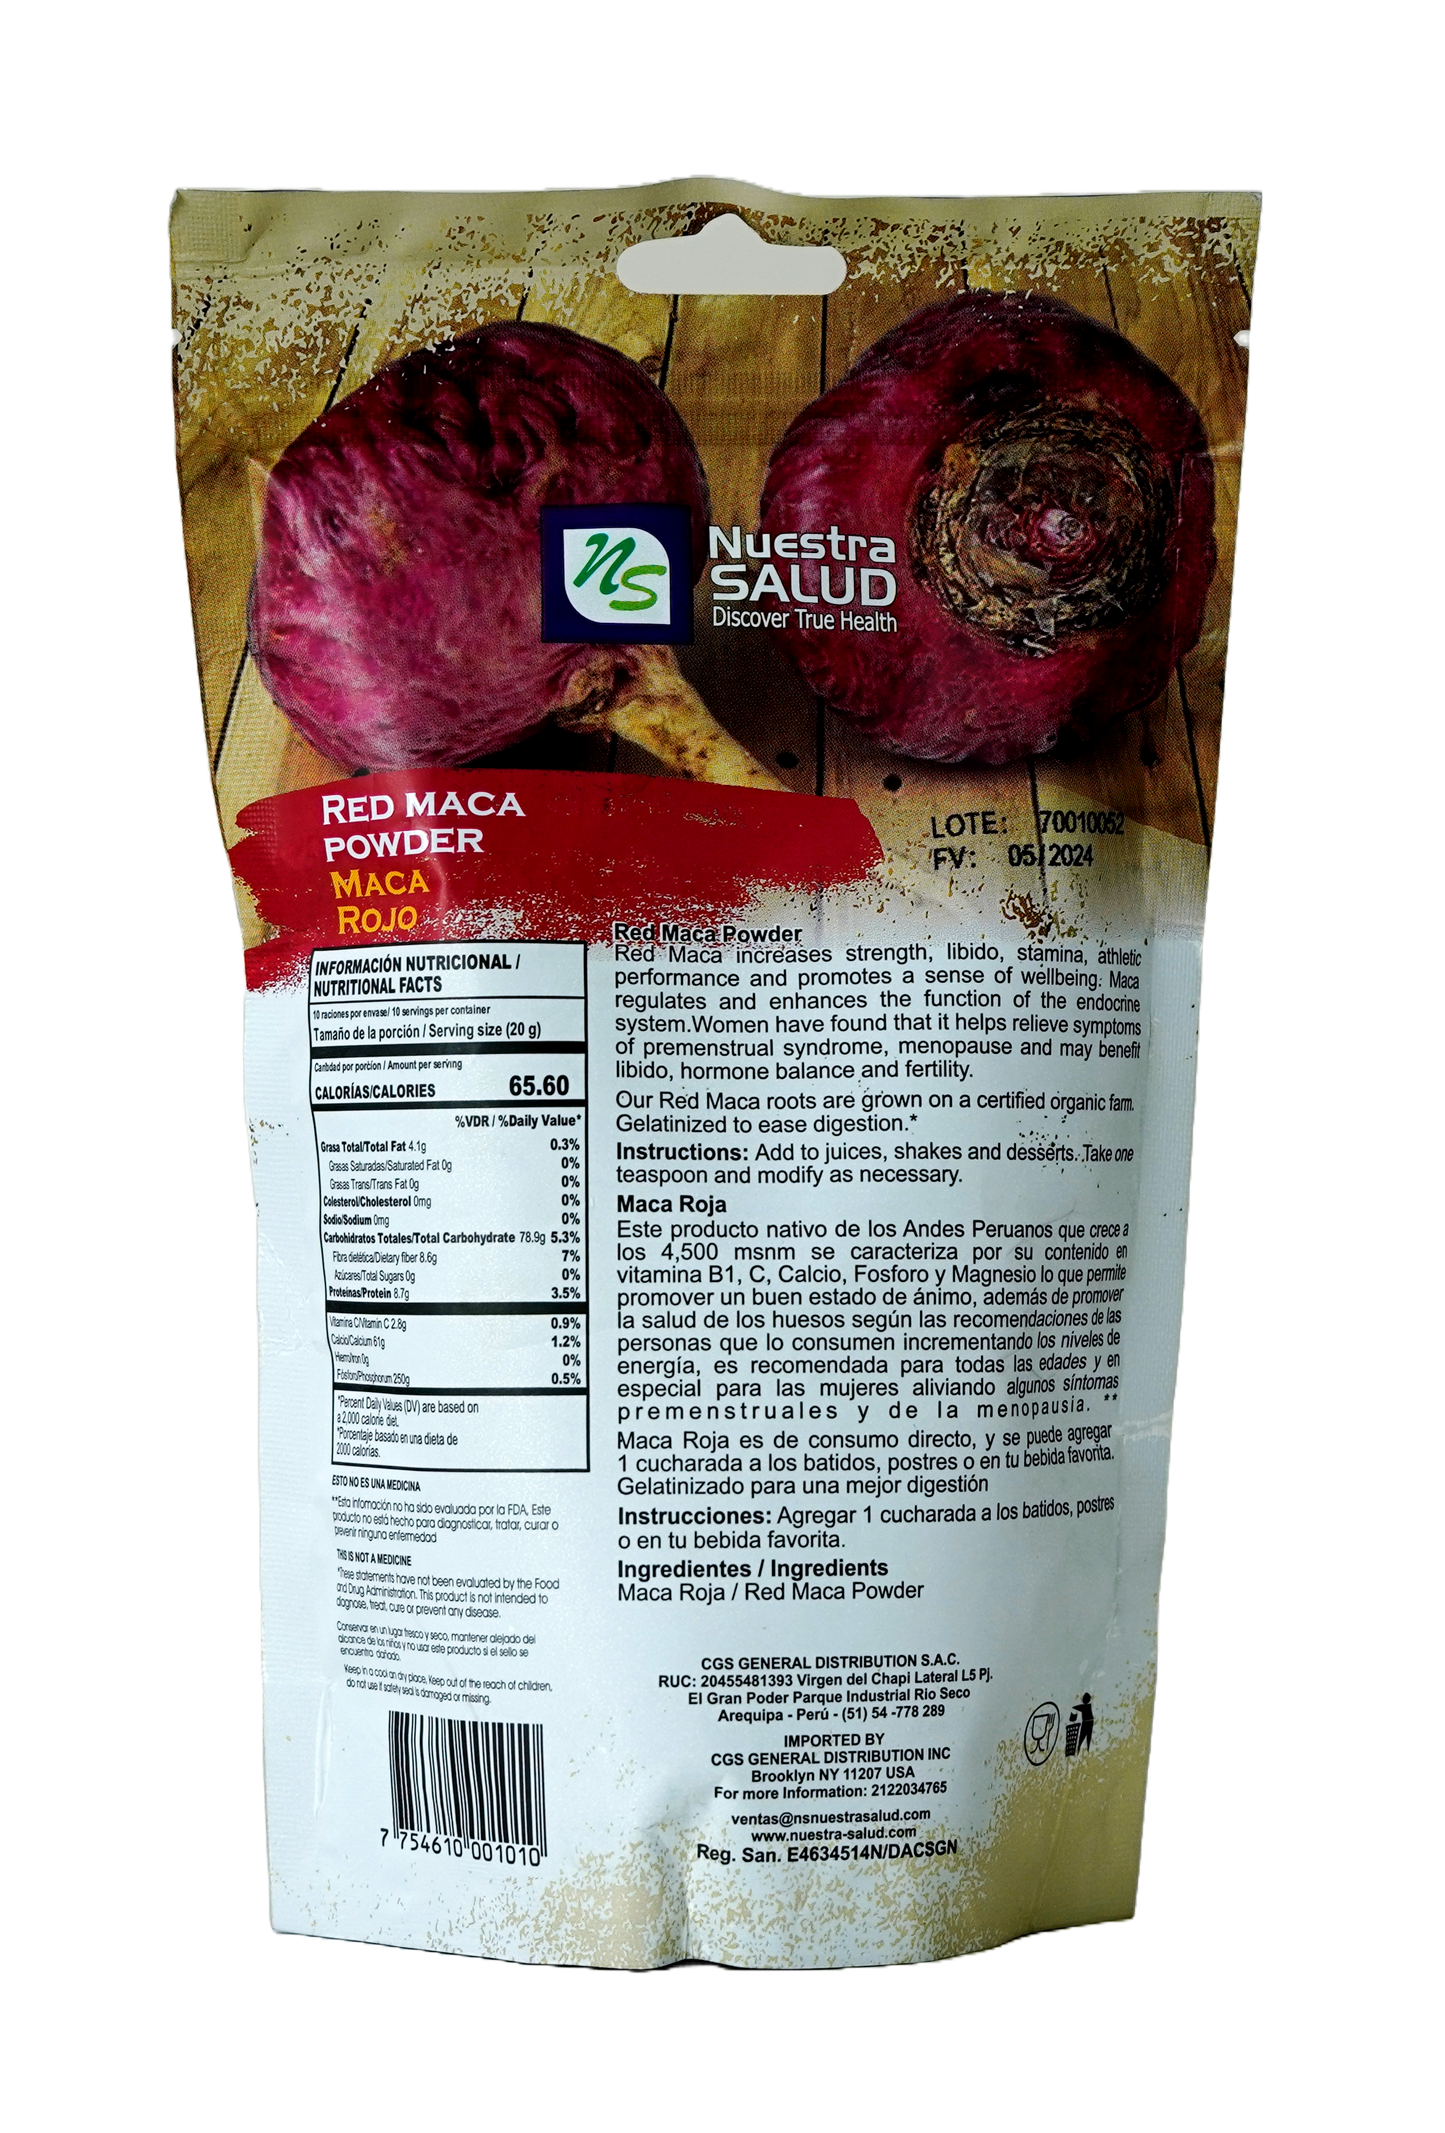 NS
Nuestra
SALUD
Discover True Health
RED MACA
POWDER
MACA
ROJO
LOTE: 70010052
FV: 05/2024
INFORMACIÓN NUTRICIONAL /
NUTRITIONAL FACTS
10 raciones por envase/ 10 servings per container
Tamaño de la porción / Serving size (20 g)
Cantidad por porción / Amount per serving
CALORÍAS/CALORIES 65.60
%VDR / %Daily Value*
Grasa Total/Total Fat 4.1g 0.3%
Grasas Saturadas/Saturated Fat 0g 0%
Grasas Trans/Trans Fat 0g 0%
Colesterol/Cholesterol 0mg 0%
Sodio/Sodium 0mg 0%
Carbohidratos Totales/Total Carbohydrate 78.9g 5.3%
Fibra dietética/Dietary fiber 8.6g 7%
Azúcares/Total Sugars 0g 0%
Proteínas/Protein 8.7g 3.5%
Vitamina C/Vitamin C 2.8g 0.9%
Calcio/Calcium 61g 1.2%
Hierro/Iron 0g 0%
Fósforo/Phosphorum 250g 0.5%
*Percent Daily Values (DV) are based on
a 2,000 calorie diet.
*Porcentaje basado en una dieta de
2000 calorías.
ESTO NO ES UNA MEDICINA
**Esta información no ha sido evaluada por la FDA, Este
producto no está hecho para diagnosticar, tratar, curar o
prevenir ninguna enfermedad
THIS IS NOT A MEDICINE
*These statements have not been evaluated by the Food
and Drug Administration. This product is not intended to
diagnose, treat, cure or prevent any disease.
Conservar en un lugar fresco y seco, mantener alejado del
alcance de los niños y no usar este producto si el sello se
encuentra dañado.
Keep in a cool an dry place, Keep out of the reach of children,
do not use if safety seal is damaged or missing.
7 754610 001010
Red Maca Powder
Red Maca increases strength, libido, stamina, athletic
performance and promotes a sense of wellbeing. Maca
regulates and enhances the function of the endocrine
system.Women have found that it helps relieve symptoms
of premenstrual syndrome, menopause and may benefit
libido, hormone balance and fertility.
Our Red Maca roots are grown on a certified organic farm.
Gelatinized to ease digestion.*
Instructions: Add to juices, shakes and desserts. Take one
teaspoon and modify as necessary.
Maca Roja
Este producto nativo de los Andes Peruanos que crece a
los 4,500 msnm se caracteriza por su contenido en
vitamina B1, C, Calcio, Fosforo y Magnesio lo que permite
promover un buen estado de ánimo, además de promover
la salud de los huesos según las recomendaciones de las
personas que lo consumen incrementando los niveles de
energía, es recomendada para todas las edades y en
especial para las mujeres aliviando algunos síntomas
premenstruales y de la menopausia. **
Maca Roja es de consumo directo, y se puede agregar
1 cucharada a los batidos, postres o en tu bebida favorita.
Gelatinizado para una mejor digestión
Instrucciones: Agregar 1 cucharada a los batidos, postres
o en tu bebida favorita.
Ingredientes / Ingredients
Maca Roja / Red Maca Powder
CGS GENERAL DISTRIBUTION S.A.C.
RUC: 20455481393 Virgen del Chapi Lateral L5 Pj.
El Gran Poder Parque Industrial Rio Seco
Arequipa - Perú - (51) 54 -778 289
IMPORTED BY
CGS GENERAL DISTRIBUTION INC
Brooklyn NY 11207 USA
For more Information: 2122034765
ventas@nsnuestrasalud.com
www.nuestra-salud.com
Reg. San. E4634514N/DACSGN